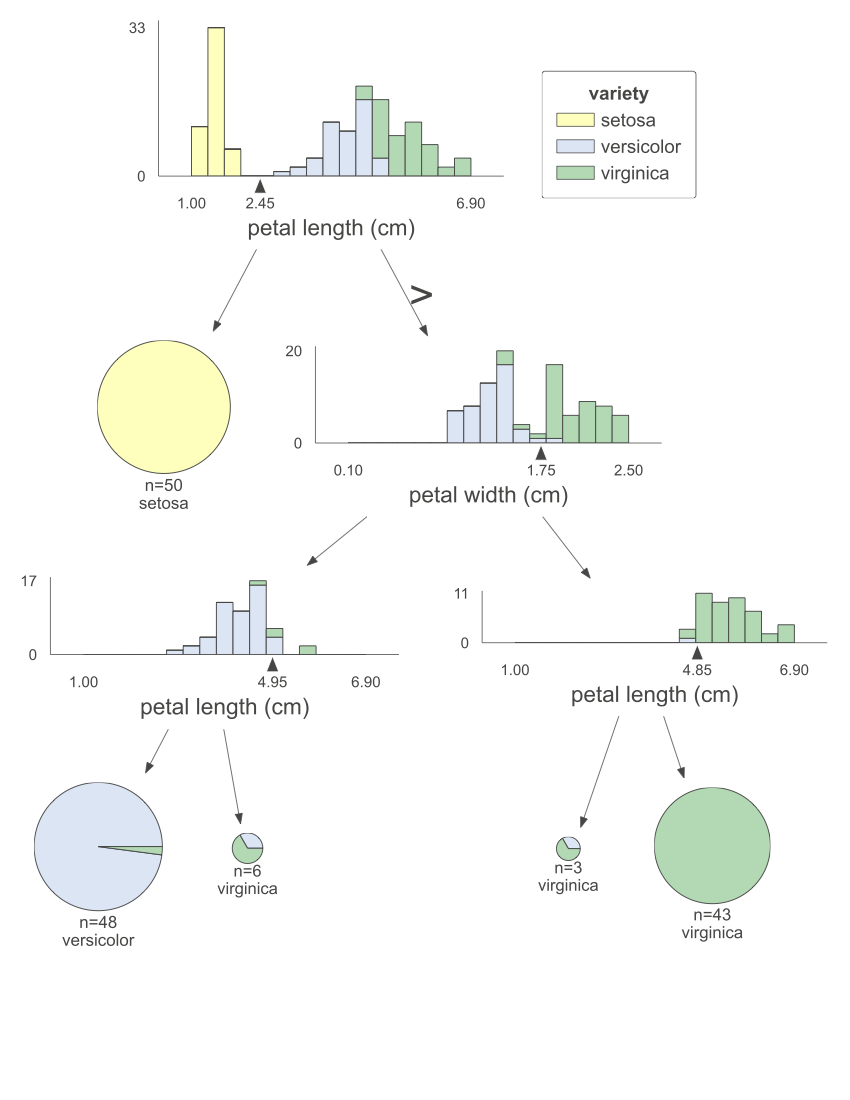 33
0
1.00 2.45 6.90
petal length (cm)
variety
setosa
versicolor
virginica
>
n=50
setosa
20
0
0.10 1.75 2.50
petal width (cm)
17
0
1.00 4.95 6.90
petal length (cm)
11
0
1.00 4.85 6.90
petal length (cm)
n=48
versicolor
n=6
virginica
n=3
virginica
n=43
virginica